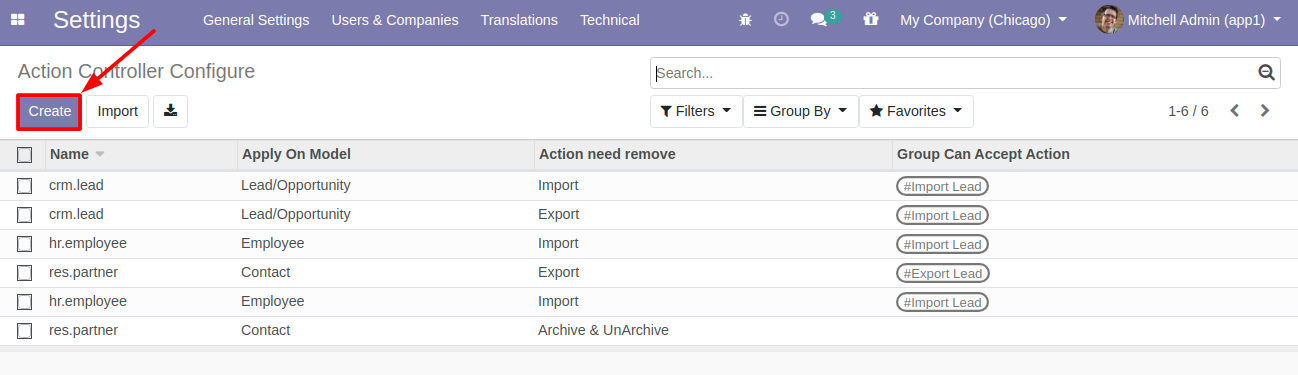 Settings General Settings Users & Companies Translations Technical 3 My Company (Chicago) Mitchell Admin (app1)
Action Controller Configure Search...
Create Import Filters Group By Favorites 1-6 / 6
Name Apply On Model Action need remove Group Can Accept Action
crm.lead Lead/Opportunity Import #Import Lead
crm.lead Lead/Opportunity Export #Import Lead
hr.employee Employee Import #Import Lead
res.partner Contact Export #Export Lead
hr.employee Employee Import #Import Lead
res.partner Contact Archive & UnArchive